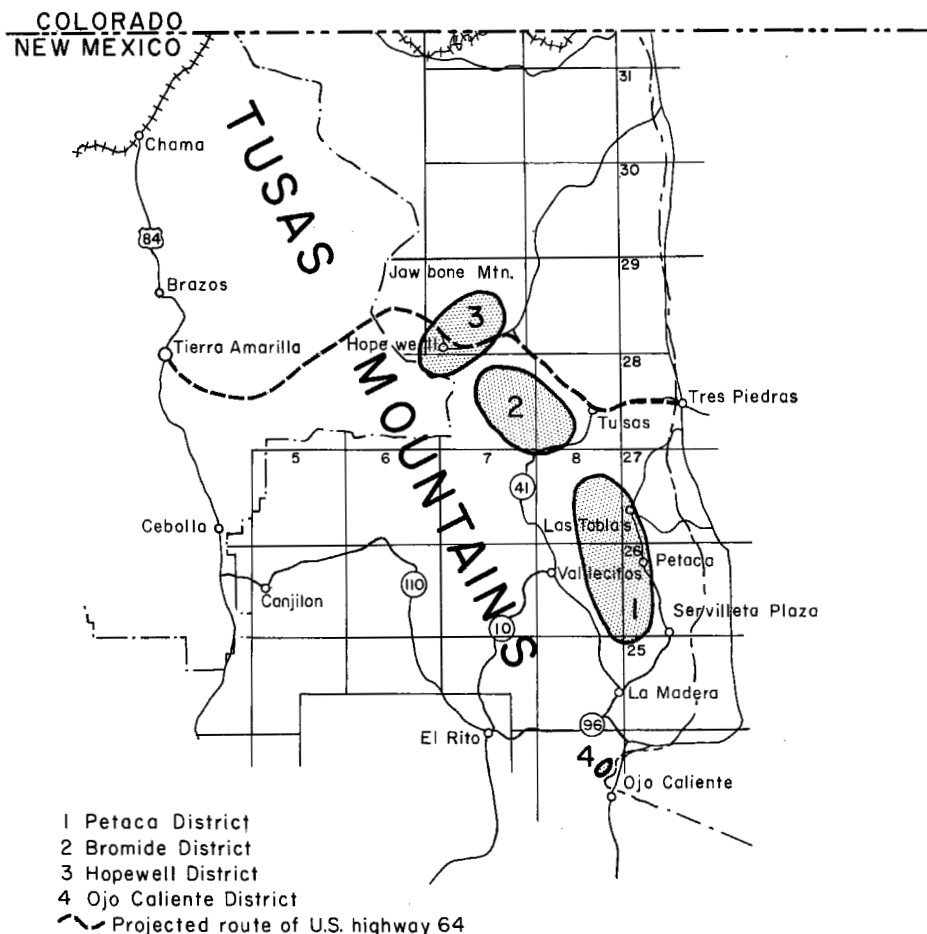 COLORADO
NEW MEXICO
31
Chama
TUSAS
30
84
29
Jawbone Mtn.
Brazos
3
Hopewell
Tierra Amarilla
28
MOUNTAINS
2
Tres Piedras
Tusas
5
6
7
8
27
41
Las Tablas
Cebolla
26
Petaca
Vallecitos
110
Canjilon
1
Servilleta Plaza
10
25
La Madera
96
El Rito
4
Ojo Caliente
1 Petaca District
2 Bromide District
3 Hopewell District
4 Ojo Caliente District
Projected route of U.S. highway 64